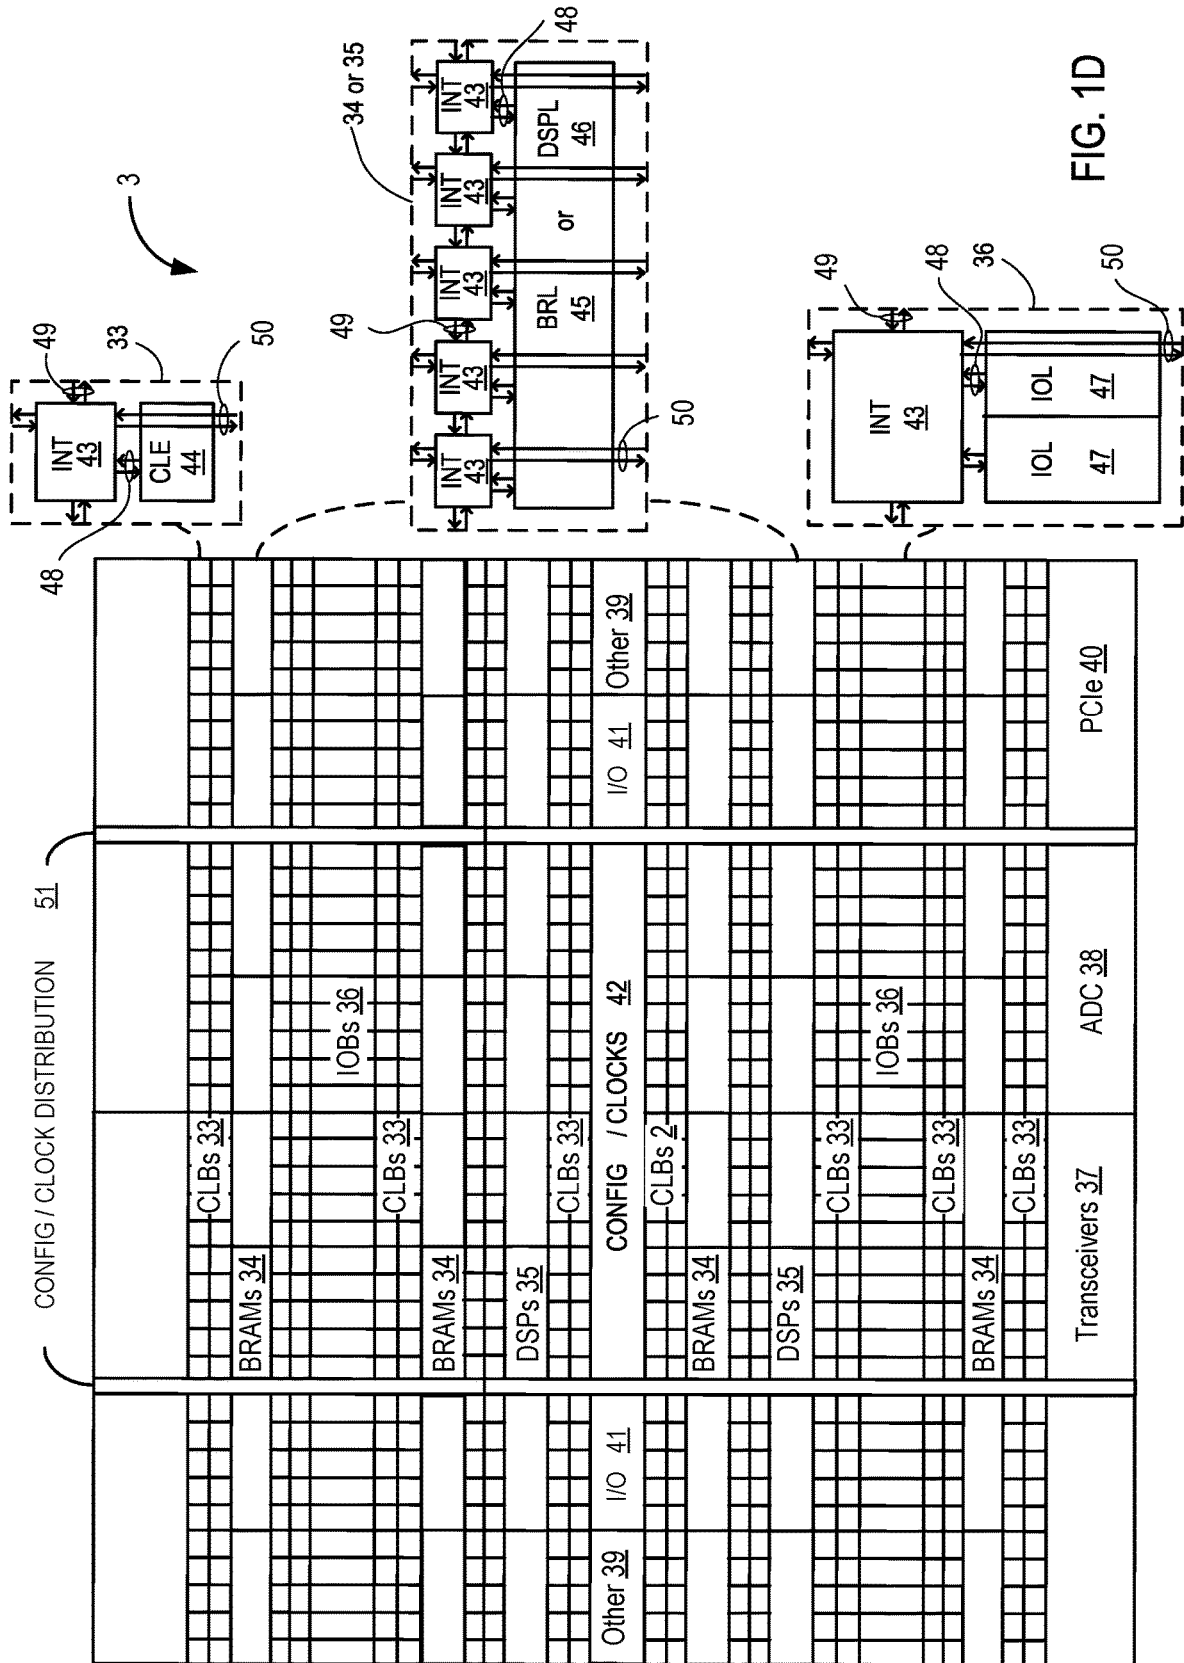 CONFIG / CLOCK DISTRIBUTION 51
CLBs 33
BRAMs 34
IOBs 36
CLBs 33
BRAMs 34
DSPs 35
CLBs 33
Other 39
I/O 41
CONFIG / CLOCKS 42
I/O 41
Other 39
CLBs 2
BRAMs 34
DSPs 35
CLBs 33
IOBs 36
CLBs 33
BRAMs 34
CLBs 33
Transceivers 37
ADC 38
PCIe 40
3
48
49
33
INT
43
CLE
44
50
34 or 35
INT
43
INT
43
INT
43
INT
43
INT
43
49
48
BRL
45
or
DSPL
46
50
49
INT
43
48
36
IOL
47
IOL
47
50
FIG. 1D